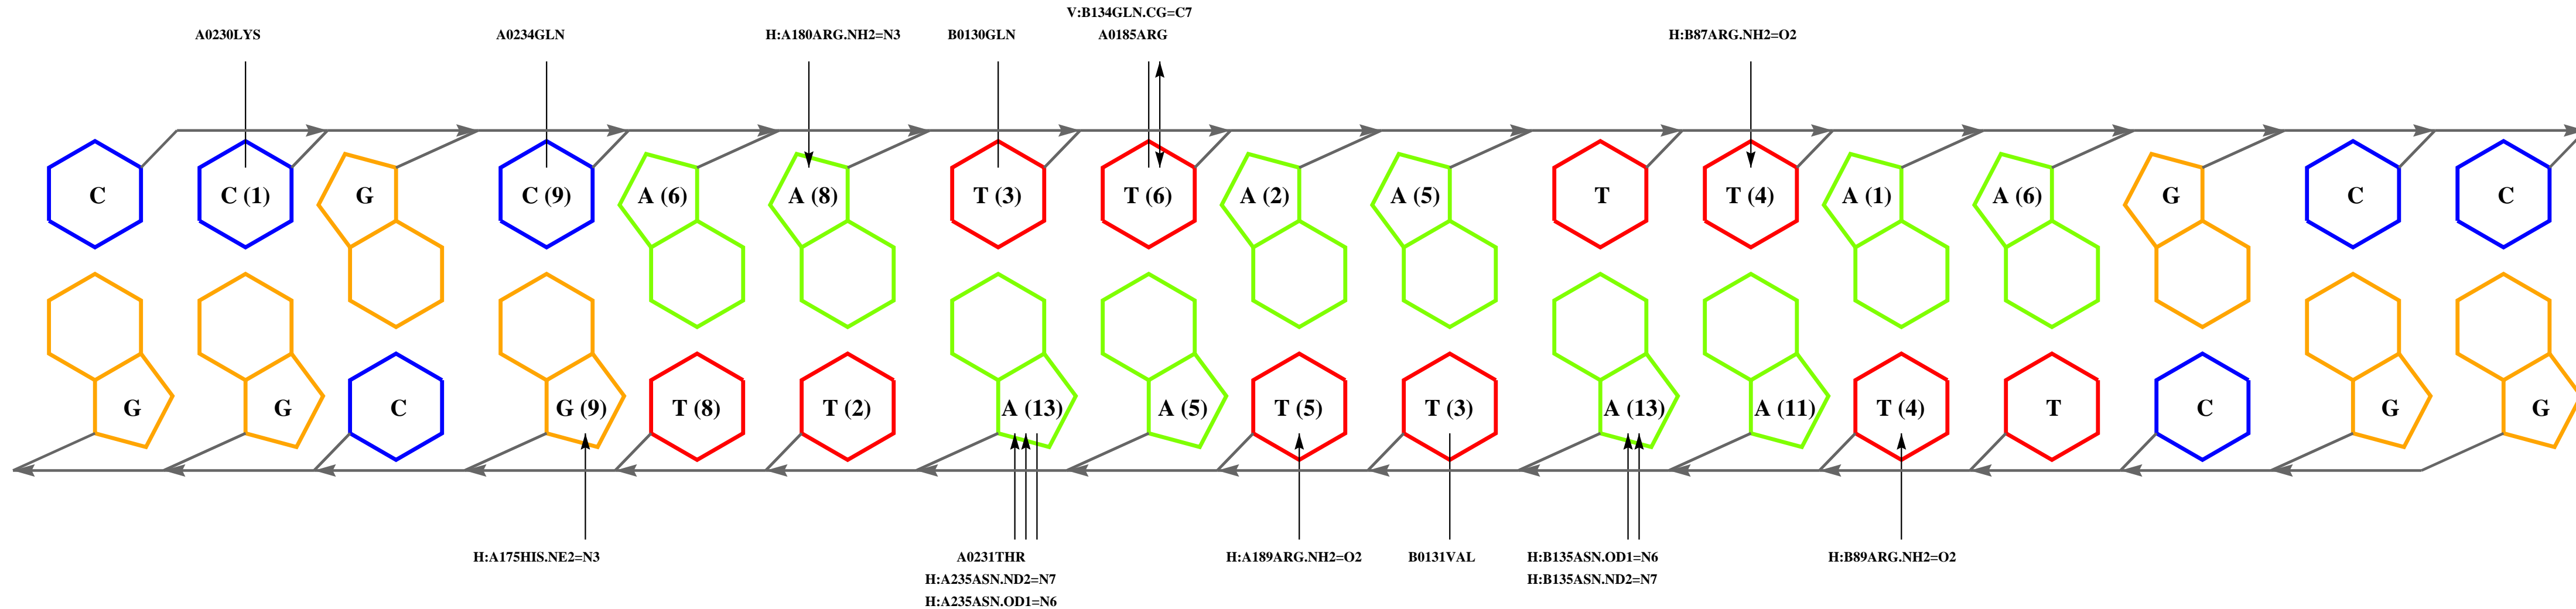 V:B134GLN.CG=C7
A0230LYS A0234GLN H:A180ARG.NH2=N3 B0130GLN A0185ARG H:B87ARG.NH2=O2
C C (1) G C (9) A (6) A (8) T (3) T (6) A (2) A (5) T T (4) A (1) A (6) G C C
G G C G (9) T (8) T (2) A (13) A (5) T (5) T (3) A (13) A (11) T (4) T C G G
H:A175HIS.NE2=N3 A0231THR H:A189ARG.NH2=O2 B0131VAL H:B135ASN.OD1=N6 H:B89ARG.NH2=O2
H:A235ASN.ND2=N7 H:B135ASN.ND2=N7
H:A235ASN.OD1=N6